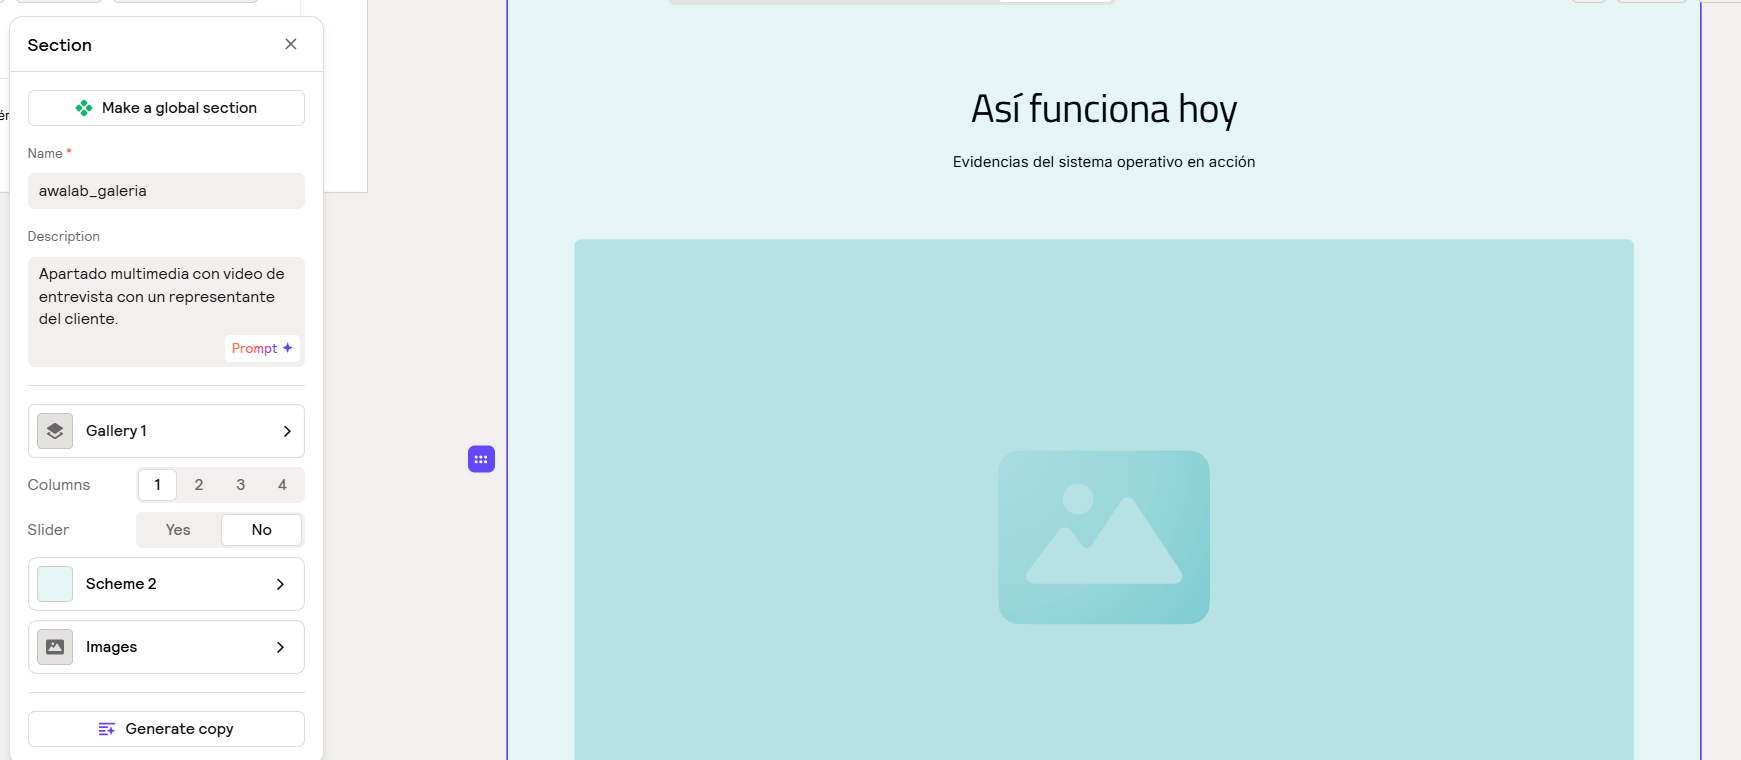 Section
Make a global section
Name *
awalab_galeria
Description
Apartado multimedia con video de
entrevista con un representante
del cliente.
Prompt
Gallery 1
Columns
1 2 3 4
Slider
Yes No
Scheme 2
Images
Generate copy
Así funciona hoy
Evidencias del sistema operativo en acción